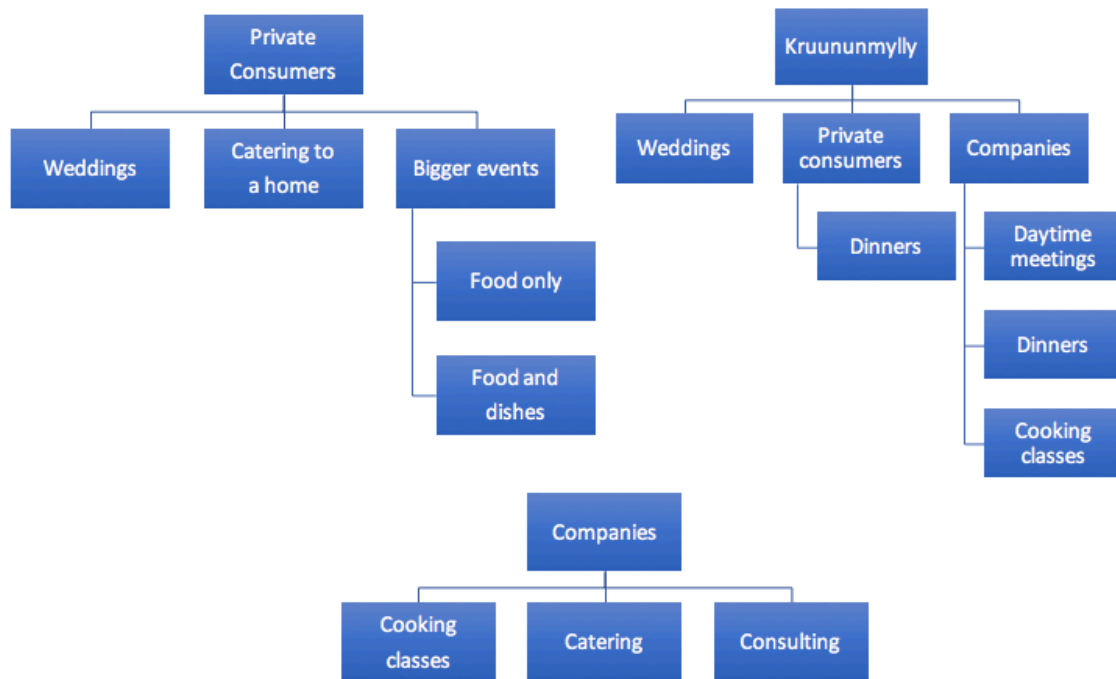 Private
Consumers
Weddings
Catering to
a home
Bigger events
Food only
Food and
dishes
Kruununmylly
Weddings
Private
consumers
Companies
Dinners
Daytime
meetings
Dinners
Cooking
classes
Companies
Cooking
classes
Catering
Consulting